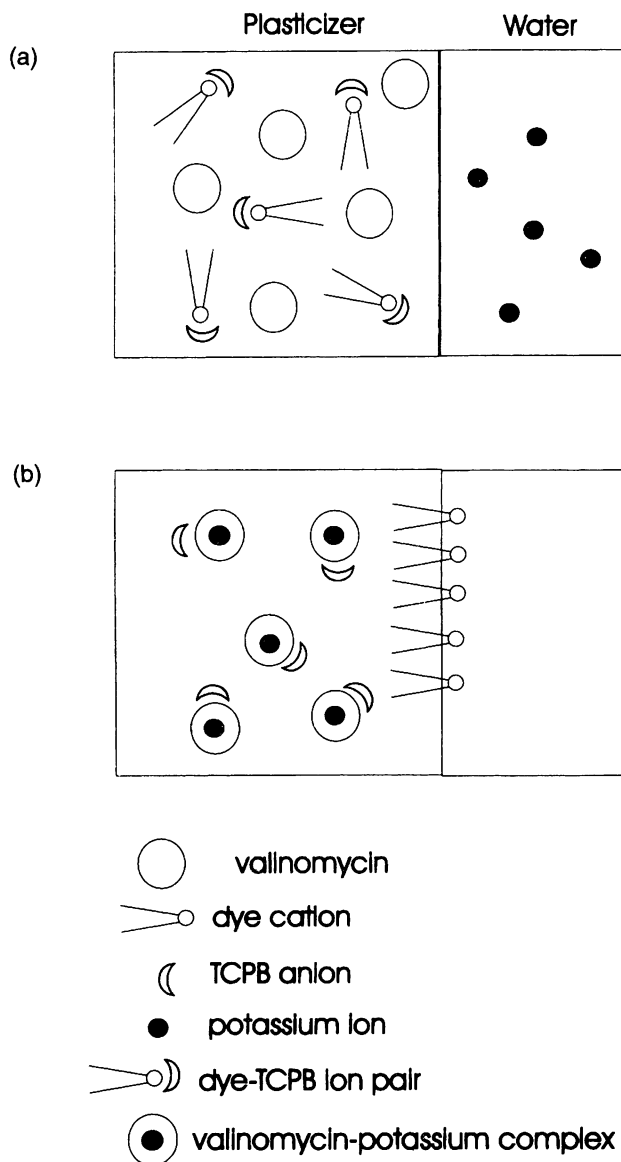 Plasticizer Water
(a)
(b)
valinomycin
dye cation
TCPB anion
potassium ion
dye-TCPB ion pair
valinomycin-potassium complex